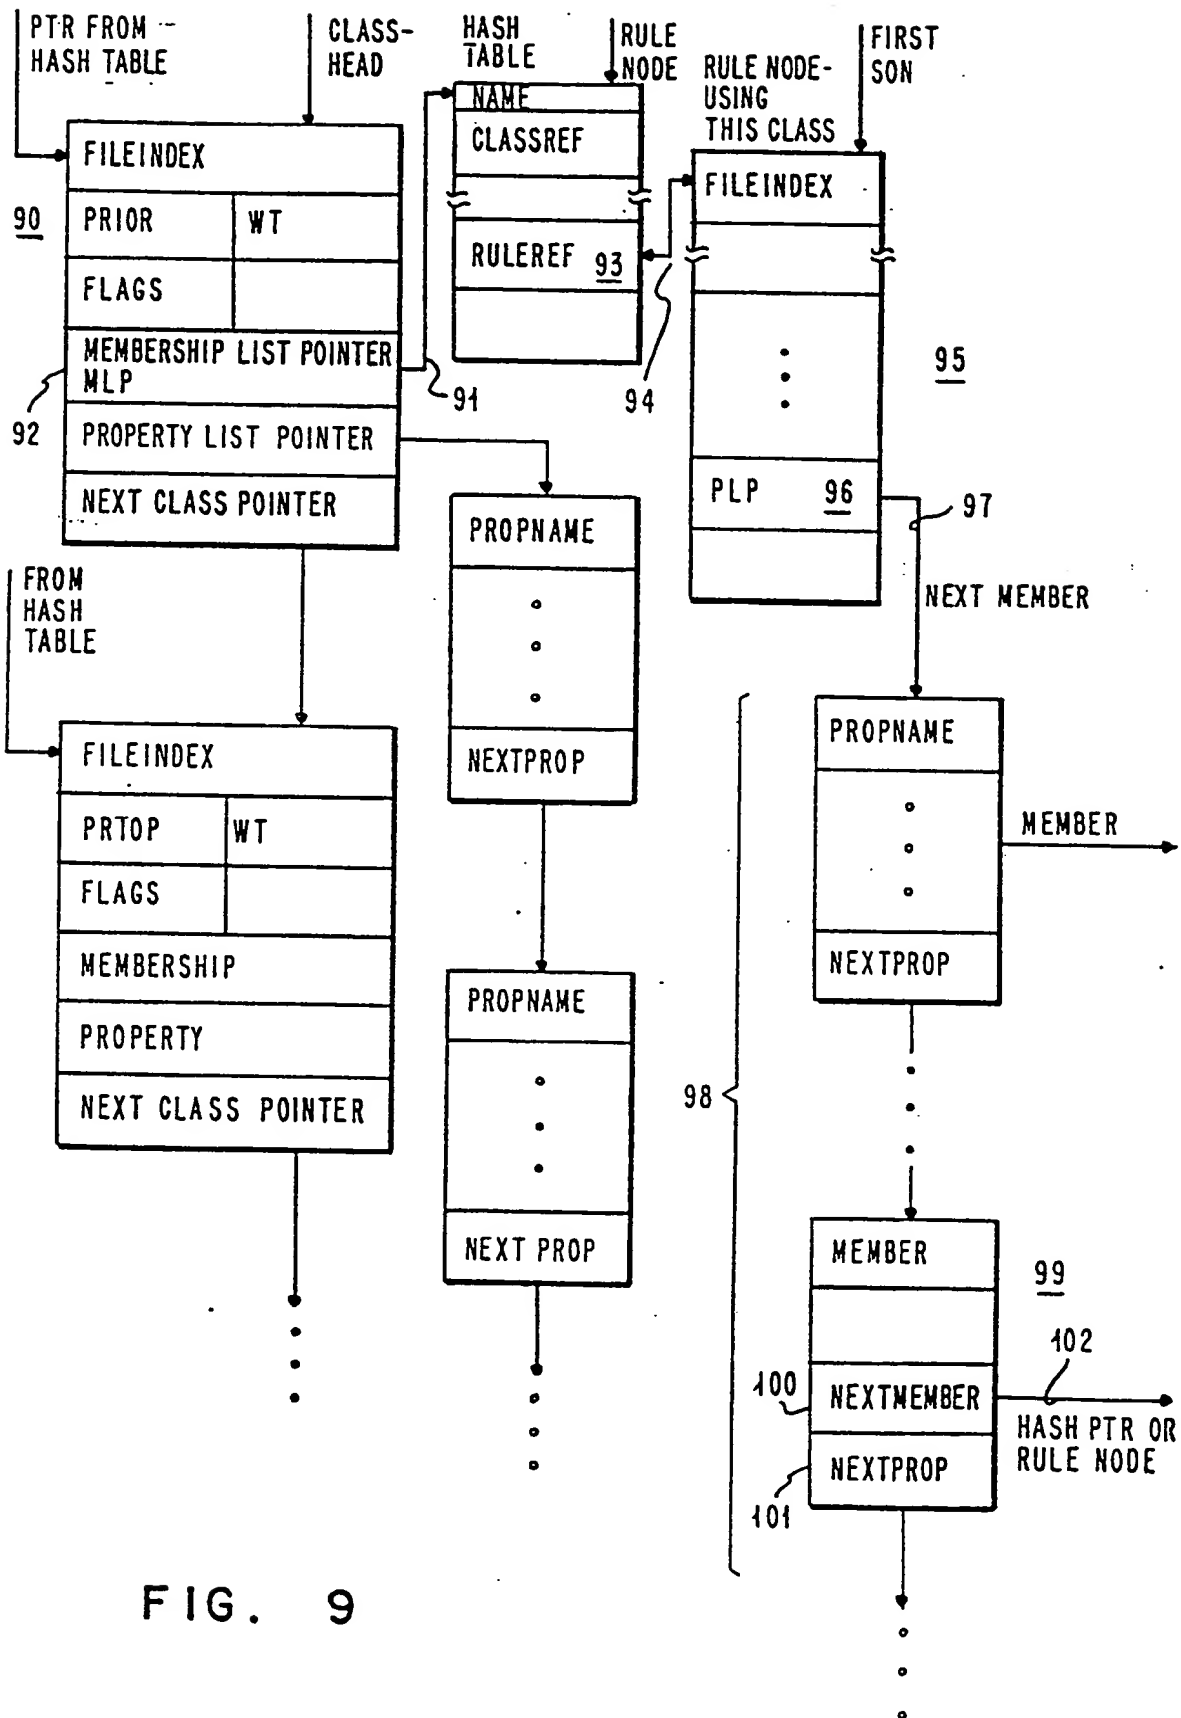 PTR FROM
HASH TABLE
CLASS-
HEAD
HASH
TABLE
RULE
NODE
RULE NODE-
USING
THIS CLASS
FIRST
SON
FILEINDEX
90
PRIOR WT
FLAGS
MEMBERSHIP LIST POINTER
MLP
92
PROPERTY LIST POINTER
NEXT CLASS POINTER
91
NAME
CLASSREF
RULEREF 93
94
FILEINDEX
95
PLP 96
97
NEXT MEMBER
FROM
HASH
TABLE
FILEINDEX
PRTOP WT
FLAGS
MEMBERSHIP
PROPERTY
NEXT CLASS POINTER
PROPNAME
NEXTPROP
PROPNAME
NEXT PROP
98
PROPNAME
MEMBER
NEXTPROP
MEMBER
99
100
NEXTMEMBER
102
HASH PTR OR
RULE NODE
NEXTPROP
101
FIG. 9